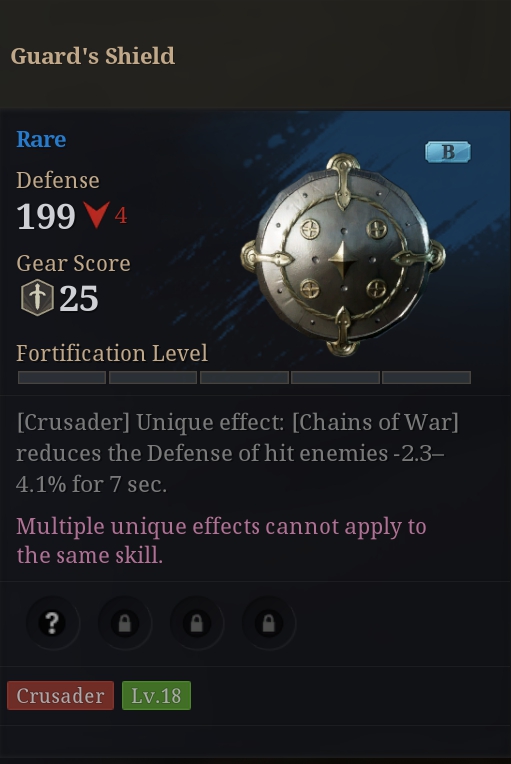 Guard's Shield
Rare
B
Defense
199 4
Gear Score
25
Fortification Level
[Crusader] Unique effect: [Chains of War]
reduces the Defense of hit enemies -2.3–
4.1% for 7 sec.
Multiple unique effects cannot apply to
the same skill.
?
Crusader Lv.18